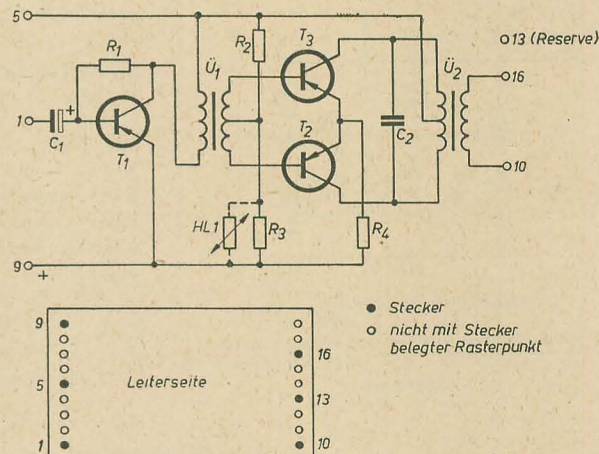 5
R₁
R₂
Ü₁
T₃
Ü₂
13 (Reserve)
16
1
+
C₁
T₁
T₂
C₂
10
HL1
R₃
R₄
9
+
Stecker
nicht mit Stecker
belegter Rasterpunkt
9
5
1
Leiterseite
16
13
10